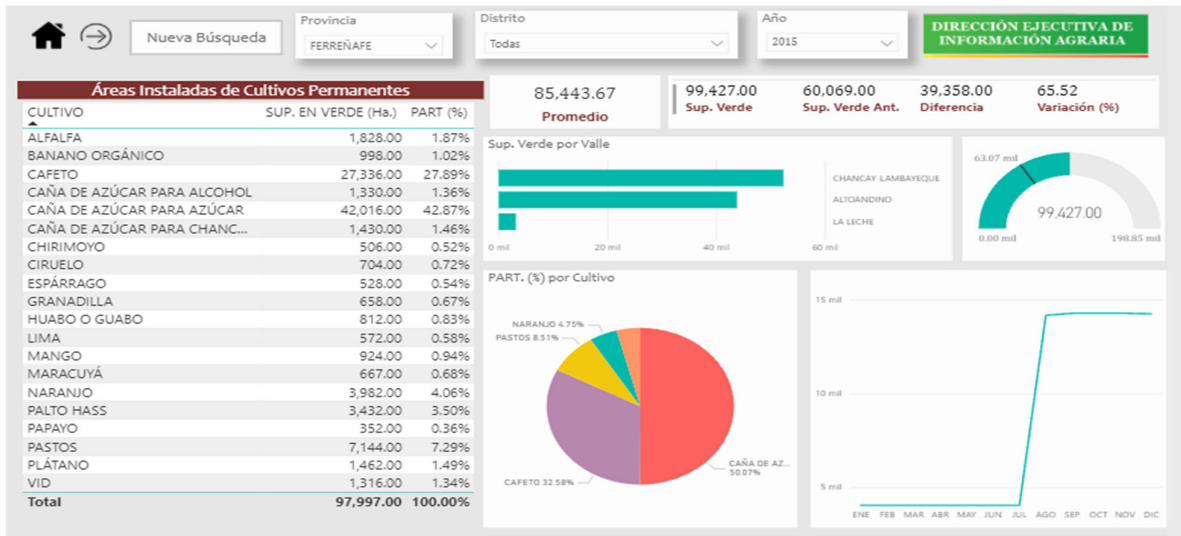 Nueva Búsqueda
Provincia
FERREÑAFE
Distrito
Todas
Año
2015
DIRECCIÓN EJECUTIVA DE
INFORMACIÓN AGRARIA
Áreas Instaladas de Cultivos Permanentes
CULTIVO SUP. EN VERDE (Ha.) PART (%)
ALFALFA 1,828.00 1.87%
BANANO ORGÁNICO 998.00 1.02%
CAFETO 27,336.00 27.89%
CAÑA DE AZÚCAR PARA ALCOHOL 1,330.00 1.36%
CAÑA DE AZÚCAR PARA AZÚCAR 42,016.00 42.87%
CAÑA DE AZÚCAR PARA CHANC... 1,430.00 1.46%
CHIRIMOYO 506.00 0.52%
CIRUELO 704.00 0.72%
ESPÁRRAGO 528.00 0.54%
GRANADILLA 658.00 0.67%
HUABO O GUABO 812.00 0.83%
LIMA 572.00 0.58%
MANGO 924.00 0.94%
MARACUYÁ 667.00 0.68%
NARANJO 3,982.00 4.06%
PALTO HASS 3,432.00 3.50%
PAPAYO 352.00 0.36%
PASTOS 7,144.00 7.29%
PLÁTANO 1,462.00 1.49%
VID 1,316.00 1.34%
Total 97,997.00 100.00%
85,443.67
Promedio
99,427.00 60,069.00 39,358.00 65.52
Sup. Verde Sup. Verde Ant. Diferencia Variación (%)
Sup. Verde por Valle
CHANCAY-LAMBAYEQUE
ALTOANDINO
LA LECHE
0 mil 20 mil 40 mil 60 mil
63.07 mil
99,427.00
0.00 mil 198.85 mil
PART. (%) por Cultivo
NARANJO 4.75%
PASTOS 8.51%
CAÑA DE AZ...
50.07%
CAFETO 32.58%
15 mil
10 mil
5 mil
ENE FEB MAR ABR MAY JUN JUL AGO SEP OCT NOV DIC